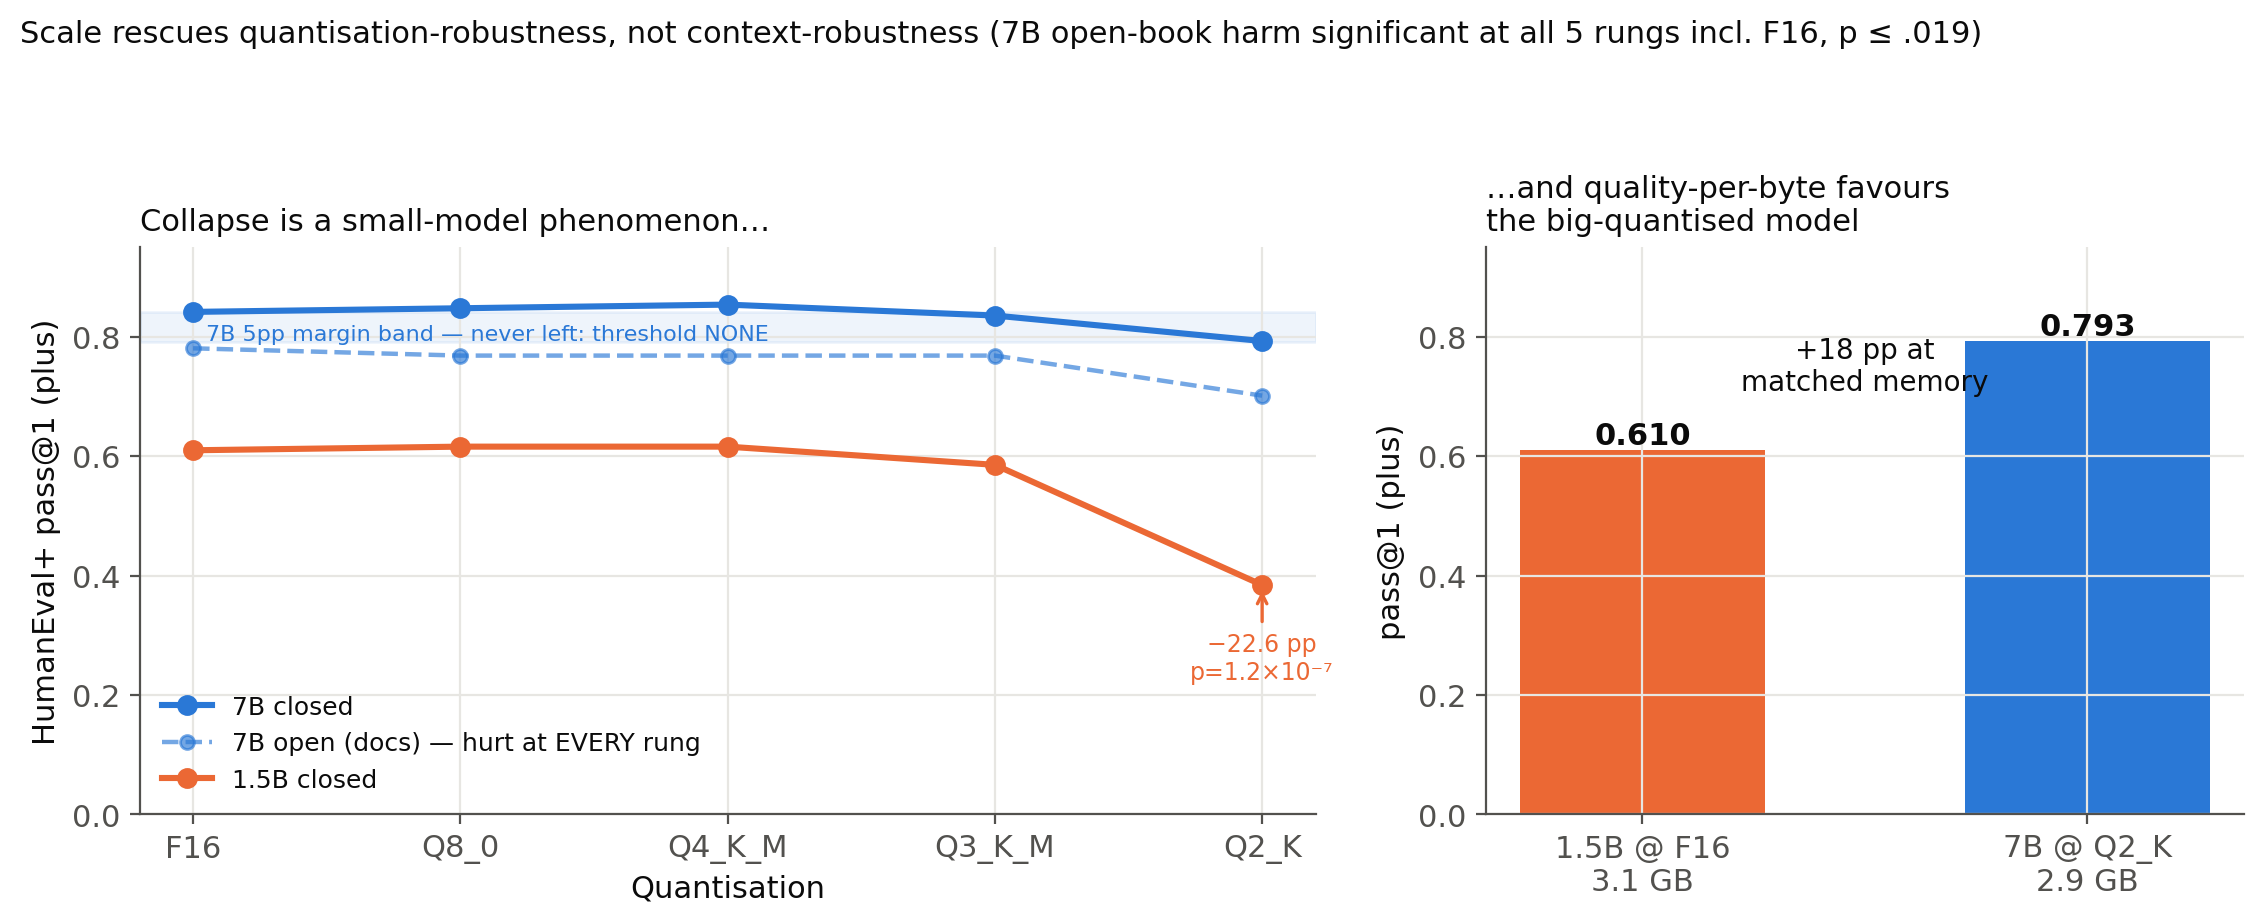 Scale rescues quantisation-robustness, not context-robustness (7B open-book harm significant at all 5 rungs incl. F16, p ≤ .019)
Collapse is a small-model phenomenon…
HumanEval+ pass@1 (plus)
0.8
0.6
0.4
0.2
0.0
7B 5pp margin band — never left: threshold NONE
−22.6 pp
p=1.2×10⁻⁷
7B closed
7B open (docs) — hurt at EVERY rung
1.5B closed
F16
Q8_0
Q4_K_M
Q3_K_M
Q2_K
Quantisation
…and quality-per-byte favours
the big-quantised model
pass@1 (plus)
0.8
0.6
0.4
0.2
0.0
0.610
+18 pp at
matched memory
0.793
1.5B @ F16
3.1 GB
7B @ Q2_K
2.9 GB